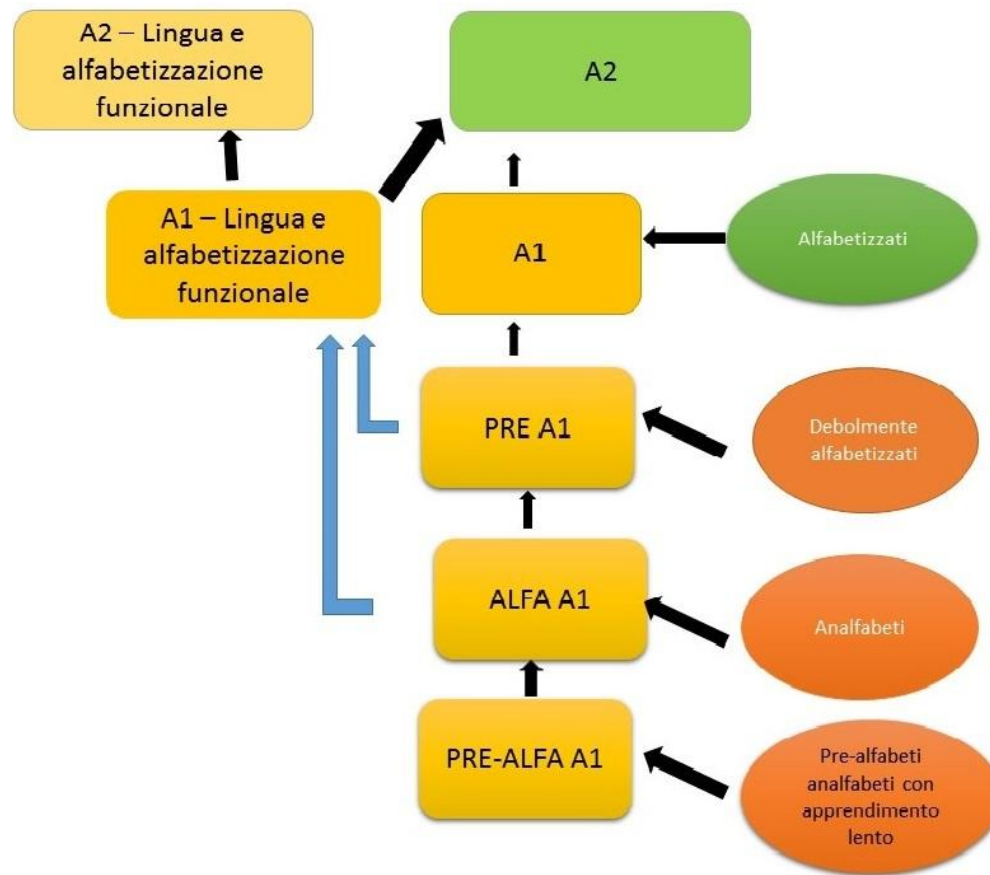 A2 – Lingua e
alfabetizzazione
funzionale
A2
A1 – Lingua e
alfabetizzazione
funzionale
A1
Alfabetizzati
PRE A1
Debolmente
alfabetizzati
ALFA A1
Analfabeti
PRE-ALFA A1
Pre-alfabeti
analfabeti con
apprendimento
lento